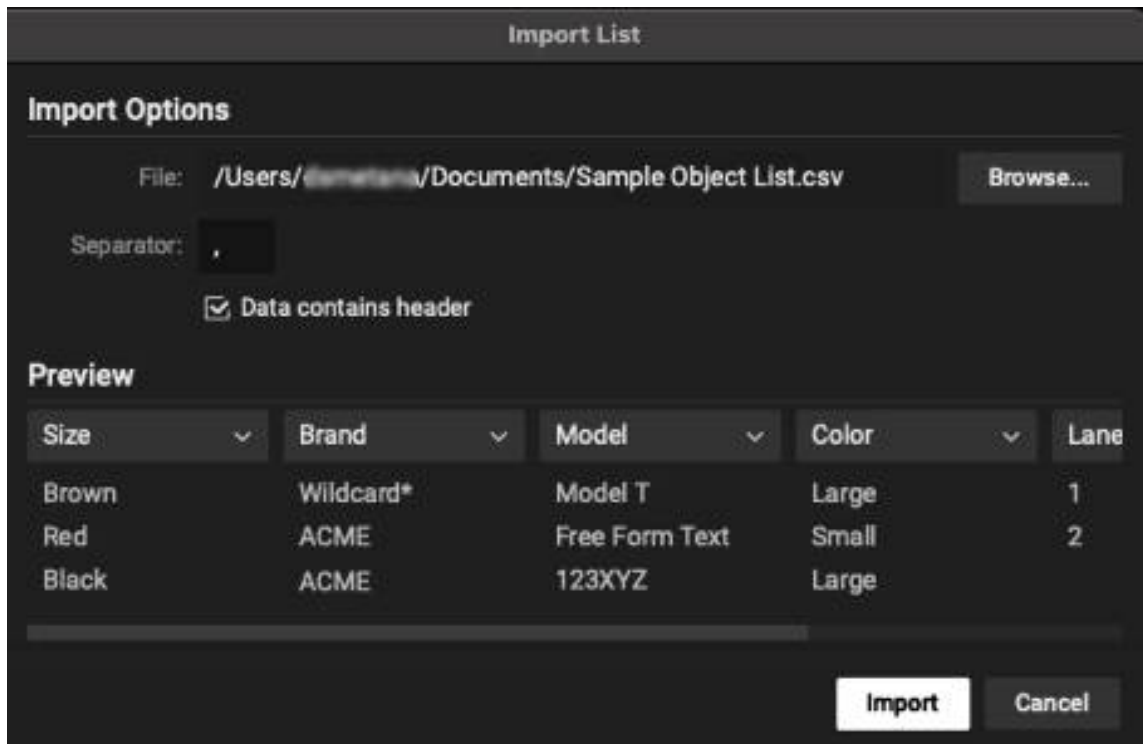 Import List
Import Options
File: /Users/ /Documents/Sample Object List.csv Browse...
Separator: ,
Data contains header
Preview
Size Brand Model Color Lane
Brown Wildcard* Model T Large 1
Red ACME Free Form Text Small 2
Black ACME 123XYZ Large
Import Cancel